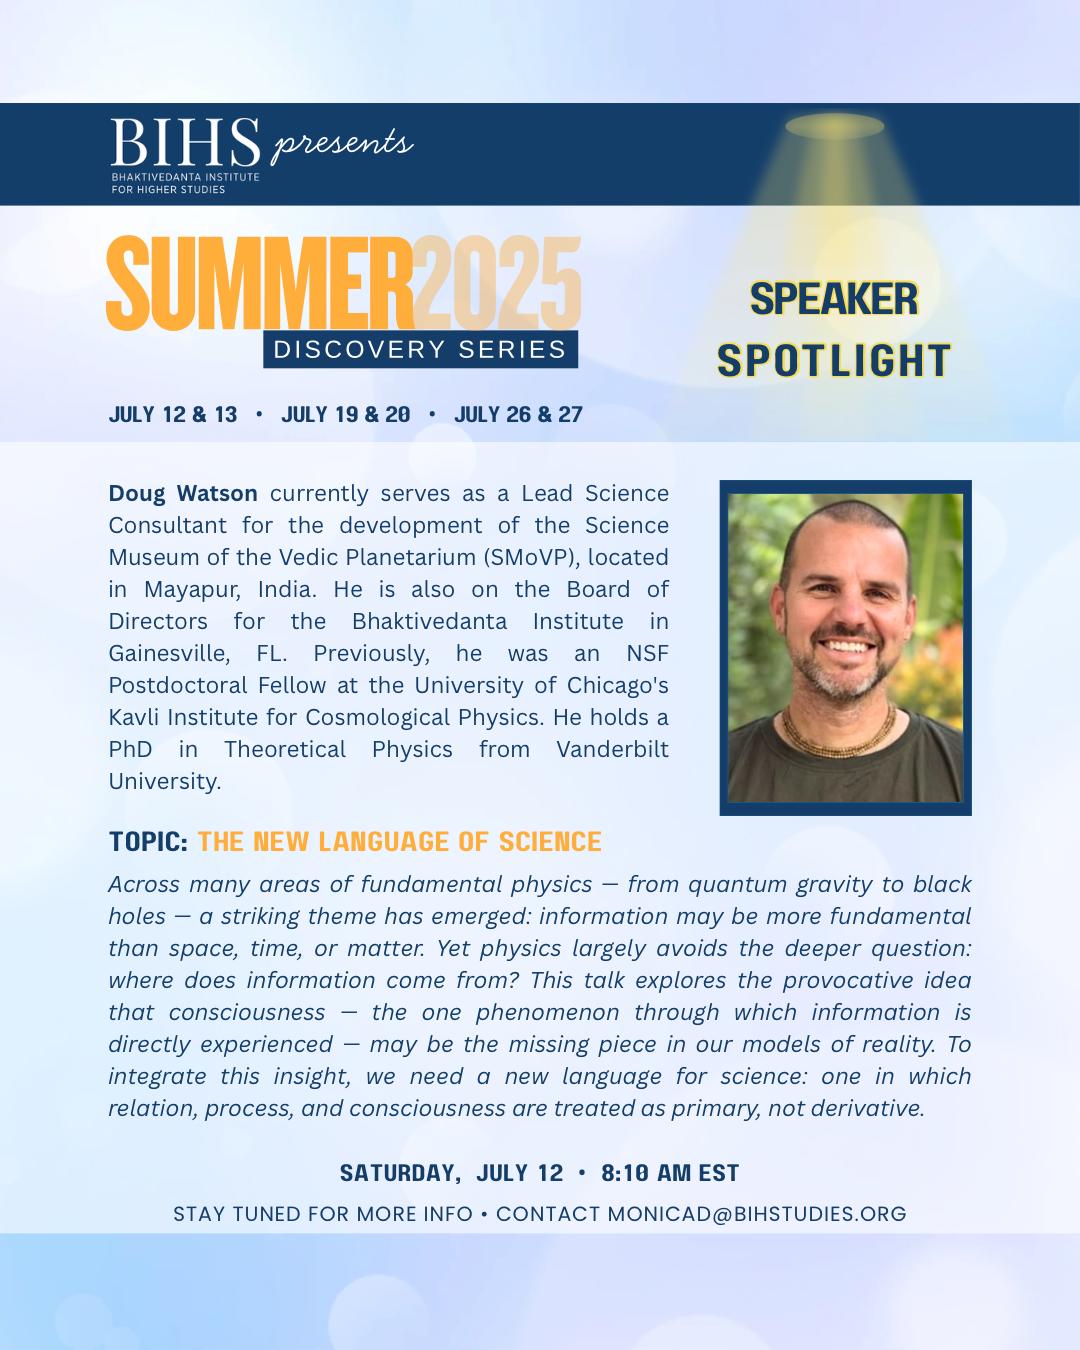 BIHS presents
BHAKTIVEDANTA INSTITUTE
FOR HIGHER STUDIES
SUMMER2025
DISCOVERY SERIES
JULY 12 & 13 • JULY 19 & 20 • JULY 26 & 27
SPEAKER
SPOTLIGHT
Doug Watson currently serves as a Lead Science
Consultant for the development of the Science
Museum of the Vedic Planetarium (SMoVP), located
in Mayapur, India. He is also on the Board of
Directors for the Bhaktivedanta Institute in
Gainesville, FL. Previously, he was an NSF
Postdoctoral Fellow at the University of Chicago's
Kavli Institute for Cosmological Physics. He holds a
PhD in Theoretical Physics from Vanderbilt
University.
TOPIC: THE NEW LANGUAGE OF SCIENCE
Across many areas of fundamental physics — from quantum gravity to black
holes — a striking theme has emerged: information may be more fundamental
than space, time, or matter. Yet physics largely avoids the deeper question:
where does information come from? This talk explores the provocative idea
that consciousness — the one phenomenon through which information is
directly experienced — may be the missing piece in our models of reality. To
integrate this insight, we need a new language for science: one in which
relation, process, and consciousness are treated as primary, not derivative.
SATURDAY, JULY 12 • 8:10 AM EST
STAY TUNED FOR MORE INFO • CONTACT MONICAD@BIHSTUDIES.ORG